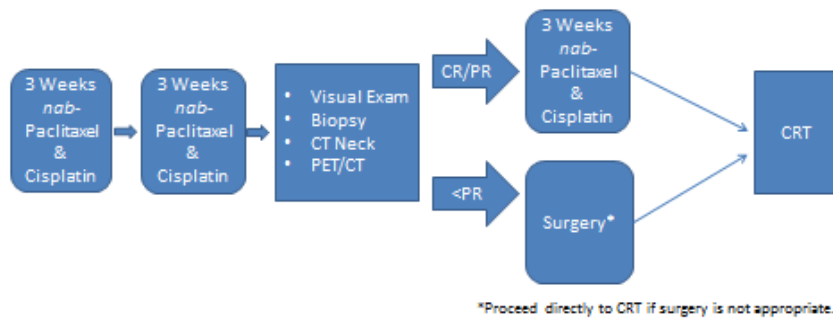 3 Weeks
nab-
Paclitaxel
&
Cisplatin
3 Weeks
nab-
Paclitaxel
&
Cisplatin
• Visual Exam
• Biopsy
• CT Neck
• PET/CT
CR/PR
3 Weeks
nab-
Paclitaxel
&
Cisplatin
<PR
Surgery*
CRT
*Proceed directly to CRT if surgery is not appropriate.